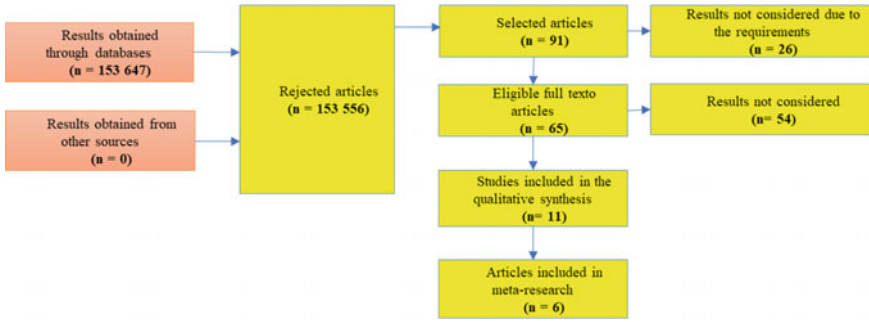 Results obtained
through databases
(n = 153 647)
Results obtained from
other sources
(n = 0)
Rejected articles
(n = 153 556)
Selected articles
(n = 91)
Results not considered due to
the requirements
(n = 26)
Eligible full texto
articles
(n = 65)
Results not considered
(n= 54)
Studies included in the
qualitative synthesis
(n= 11)
Articles included in
meta-research
(n = 6)